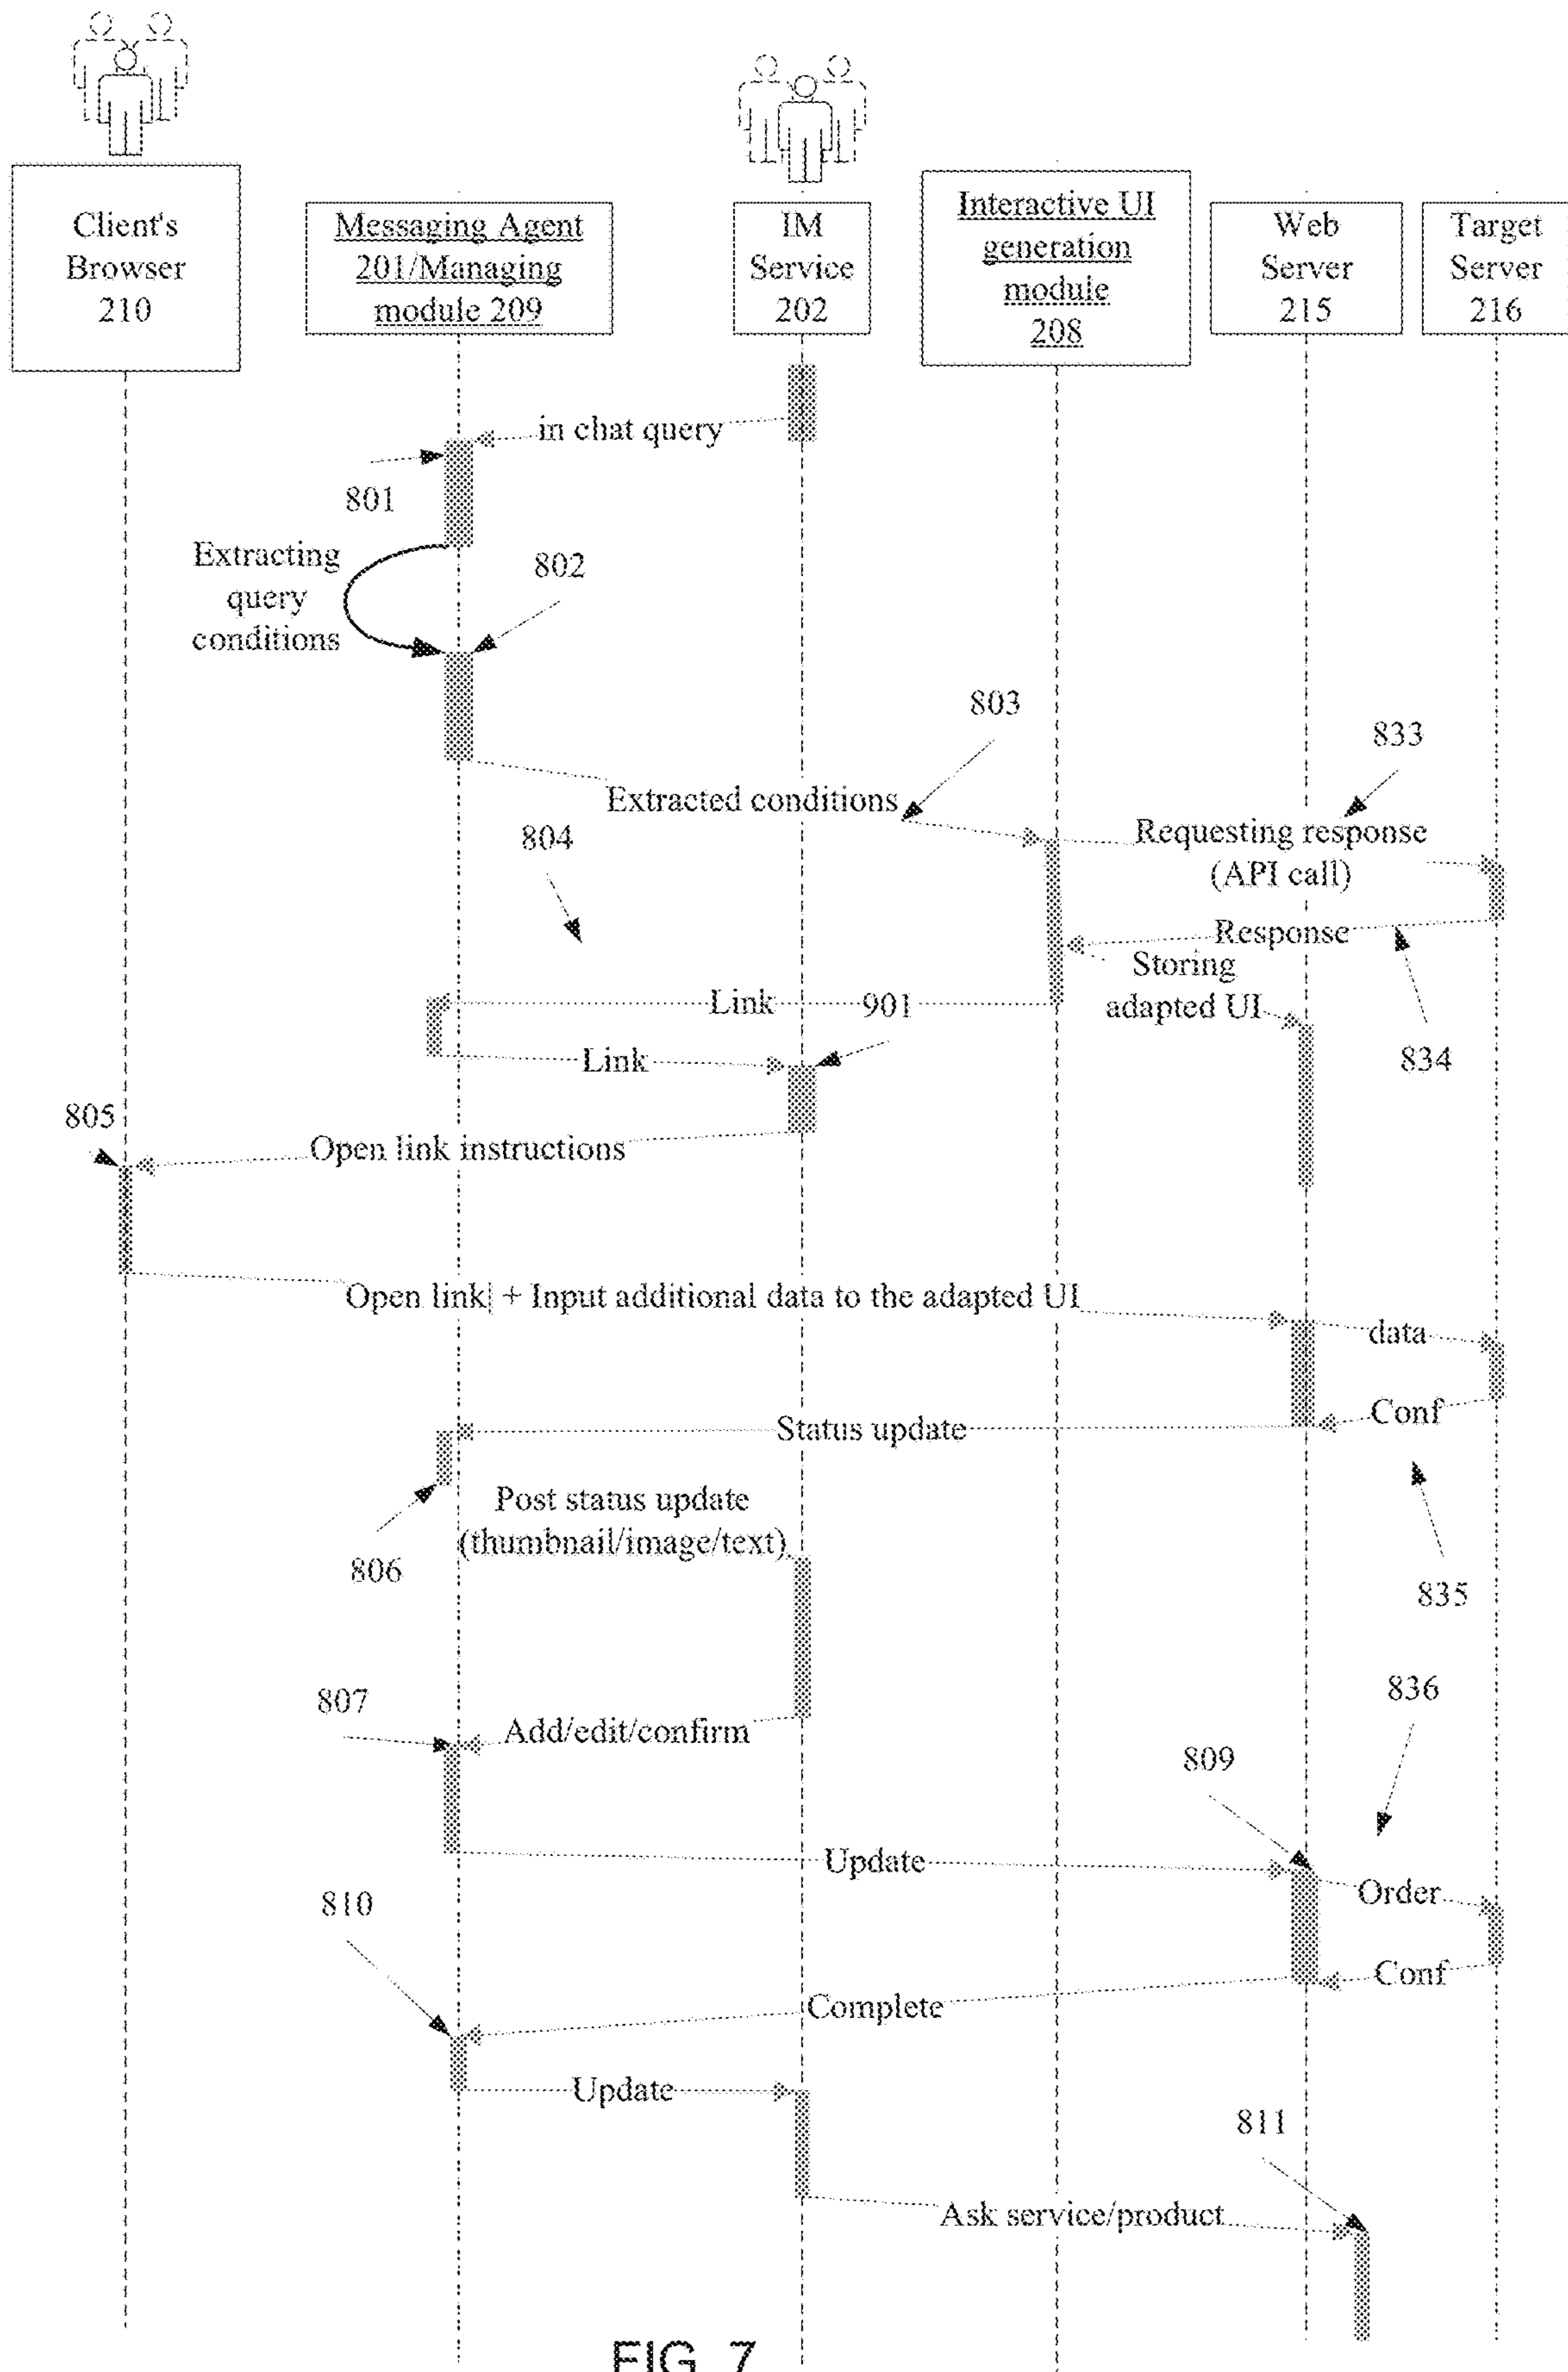 Client's
Browser
210
Messaging Agent
201/Managing
module 209
IM
Service
202
Interactive UI
generation
module
208
Web
Server
215
Target
Server
216
in chat query
801
Extracting
query
conditions
802
803
833
Extracted conditions
804
Requesting response
(API call)
Response
Storing
adapted UI
Link
901
Link
834
805
Open link instructions
Open link| + Input additional data to the adapted UI
data
Conf
Status update
Post status update
(thumbnail/image/text)
806
835
836
807
Add/edit/confirm
809
Update
Order
810
Conf
Complete
Update
811
Ask service/product
FIG. 7